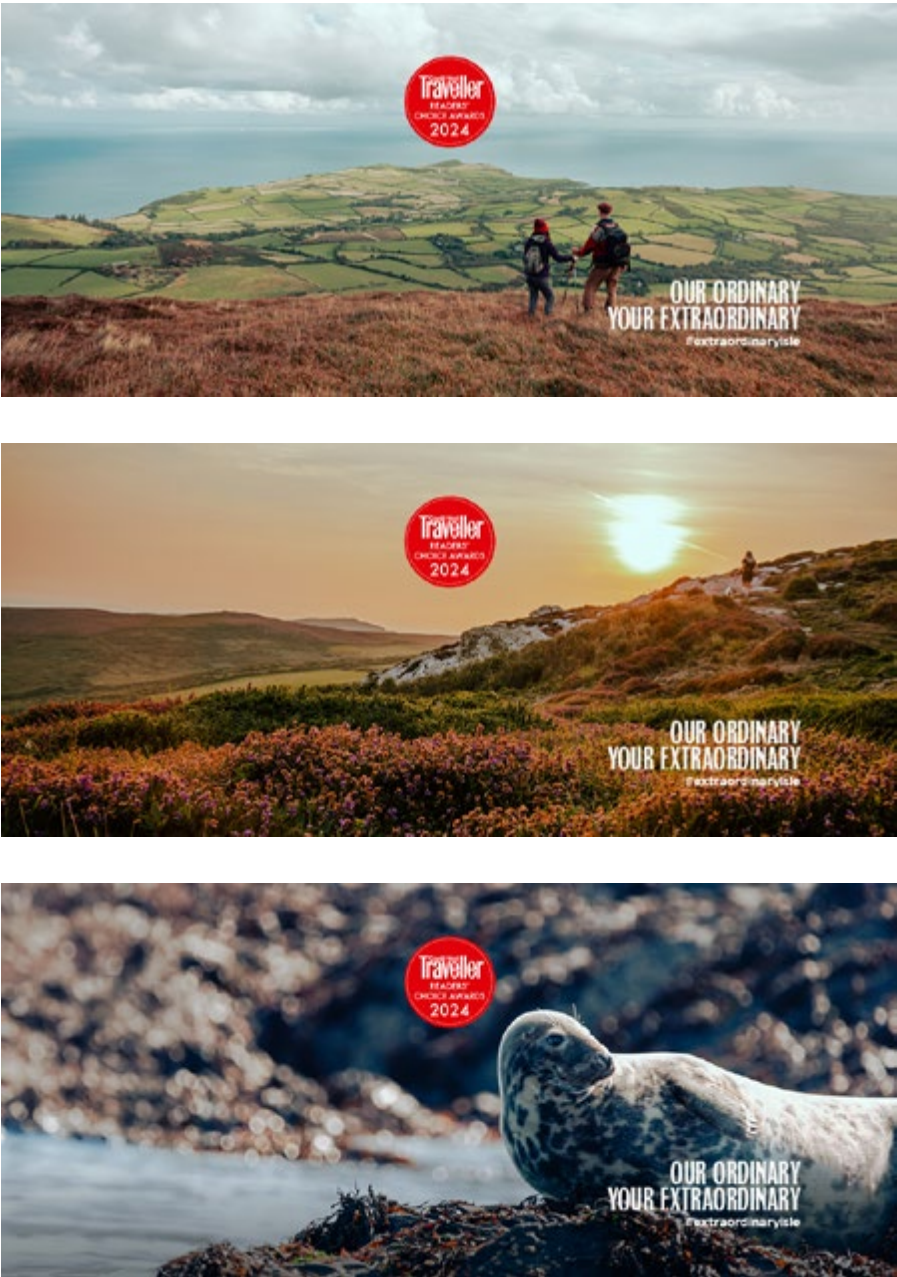 Traveller
READERS'
CHOICE AWARDS
2024
OUR ORDINARY
YOUR EXTRAORDINARY
#extraordinaryisle
Traveller
READERS'
CHOICE AWARDS
2024
OUR ORDINARY
YOUR EXTRAORDINARY
#extraordinaryisle
Traveller
READERS'
CHOICE AWARDS
2024
OUR ORDINARY
YOUR EXTRAORDINARY
#extraordinaryisle